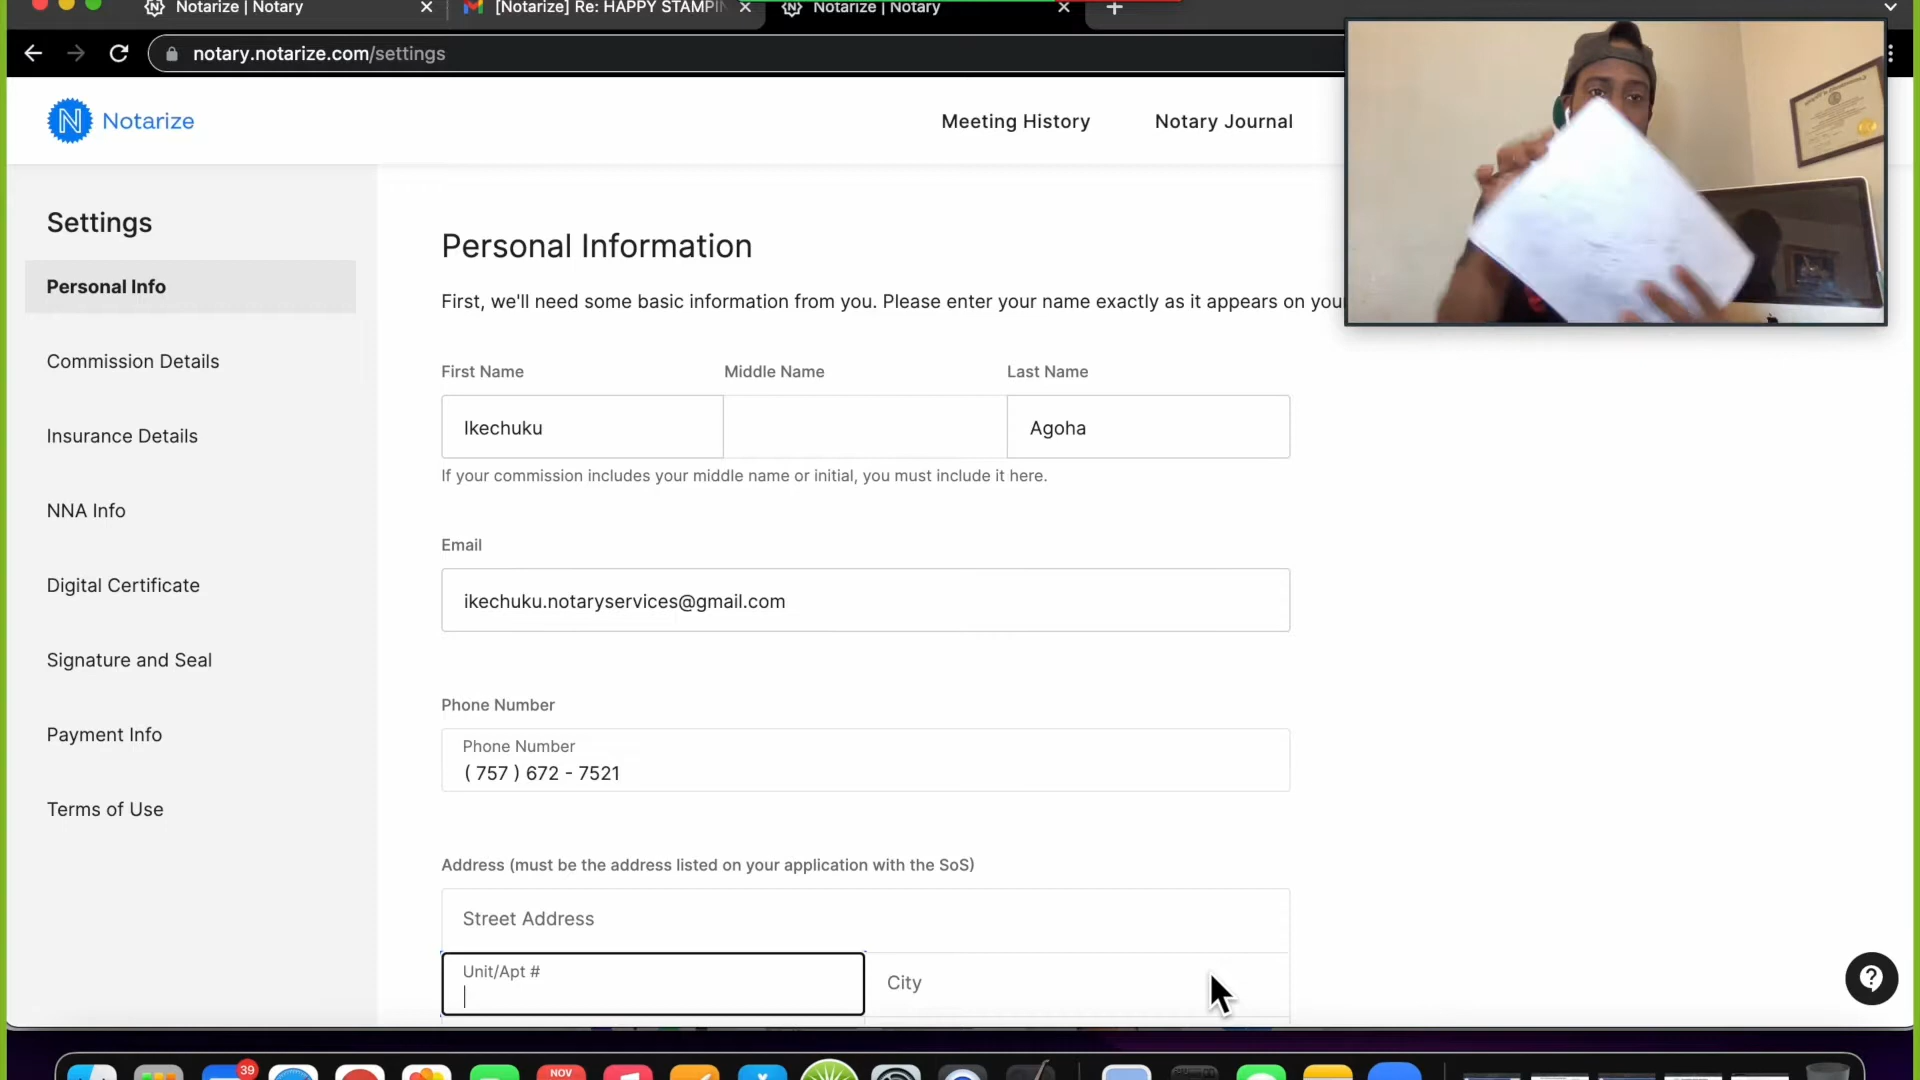 Notarize | Notary
[Notarize] Re: HAPPY STAMPIN
Notarize | Notary
notary.notarize.com/settings
Notarize
Meeting History
Notary Journal
Settings
Personal Info
Commission Details
Insurance Details
NNA Info
Digital Certificate
Signature and Seal
Payment Info
Terms of Use
Personal Information
First, we'll need some basic information from you. Please enter your name exactly as it appears on you
First Name
Middle Name
Last Name
Ikechuku
Agoha
If your commission includes your middle name or initial, you must include it here.
Email
ikechuku.notaryservices@gmail.com
Phone Number
Phone Number
( 757 ) 672 - 7521
Address (must be the address listed on your application with the SoS)
Street Address
Unit/Apt #
City
39
NOV